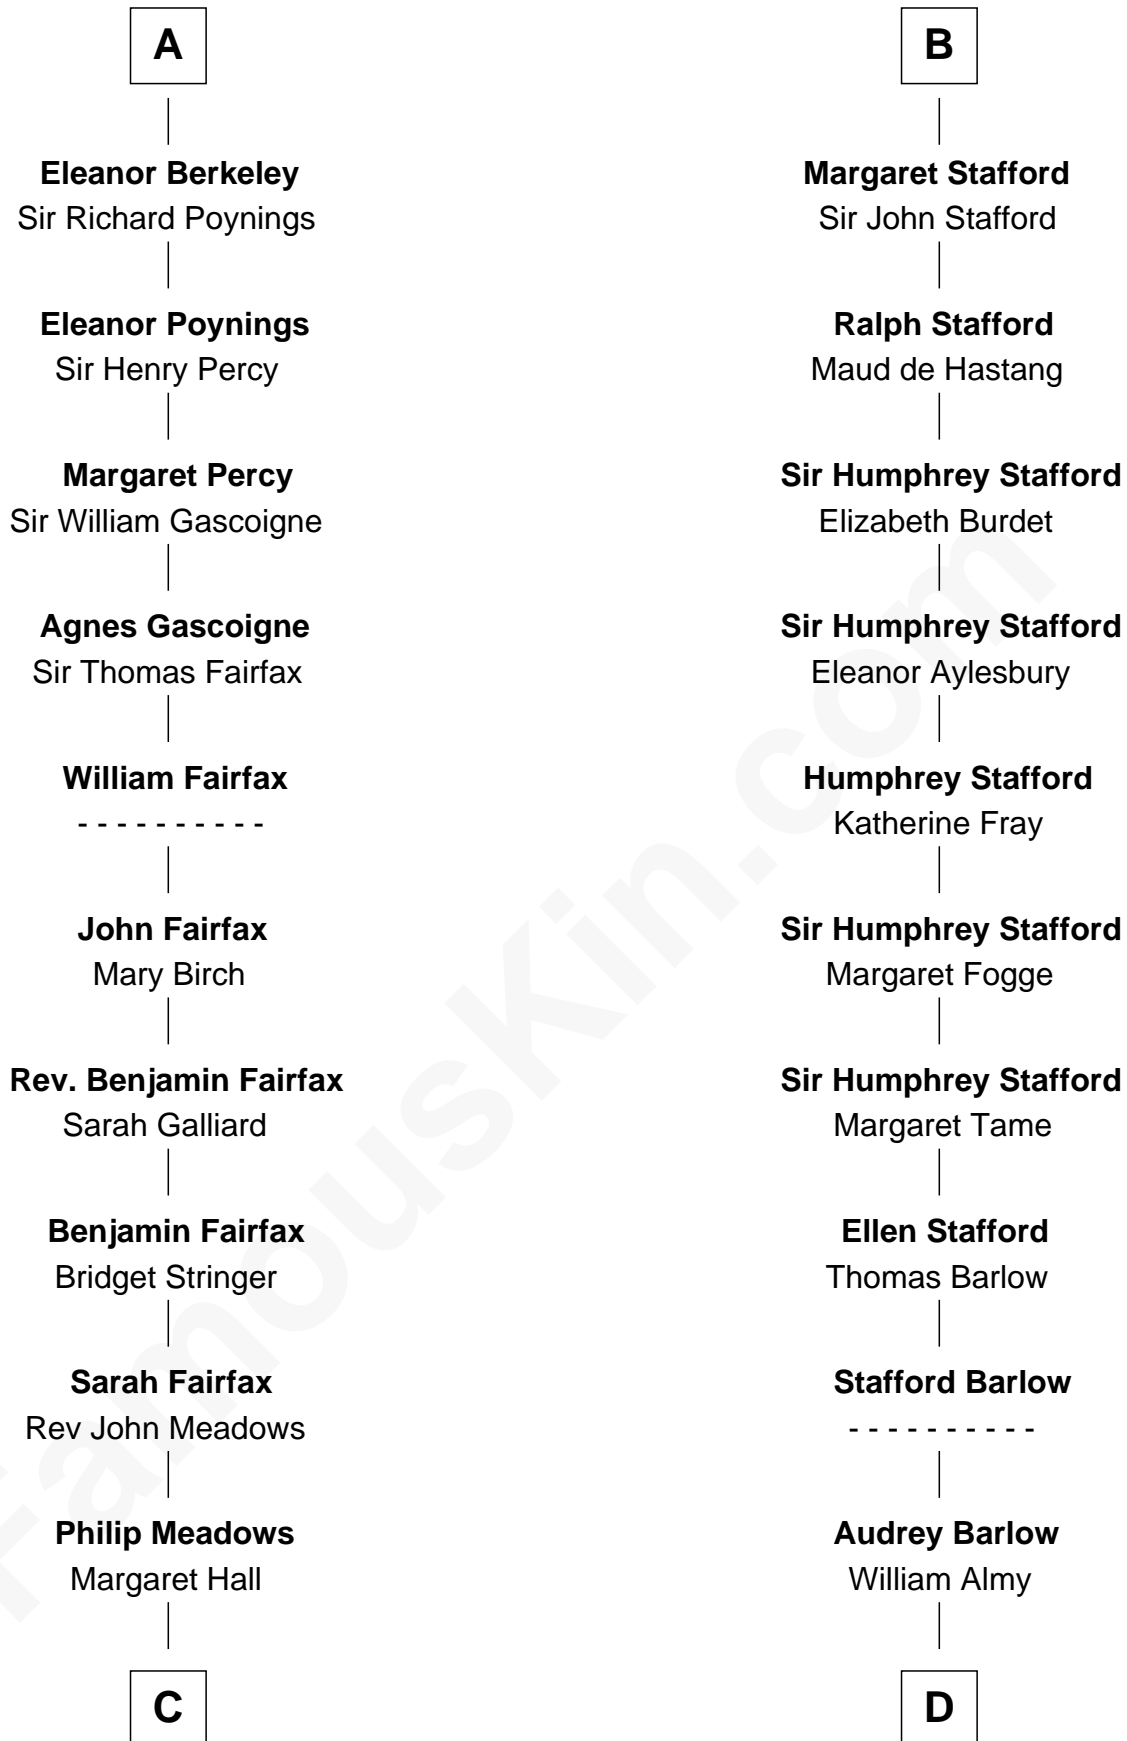 A
Eleanor Berkeley
Sir Richard Poynings
Eleanor Poynings
Sir Henry Percy
Margaret Percy
Sir William Gascoigne
Agnes Gascoigne
Sir Thomas Fairfax
William Fairfax
- - - - - - - - - -
John Fairfax
Mary Birch
Rev. Benjamin Fairfax
Sarah Galliard
Benjamin Fairfax
Bridget Stringer
Sarah Fairfax
Rev John Meadows
Philip Meadows
Margaret Hall
C
B
Margaret Stafford
Sir John Stafford
Ralph Stafford
Maud de Hastang
Sir Humphrey Stafford
Elizabeth Burdet
Sir Humphrey Stafford
Eleanor Aylesbury
Humphrey Stafford
Katherine Fray
Sir Humphrey Stafford
Margaret Fogge
Sir Humphrey Stafford
Margaret Tame
Ellen Stafford
Thomas Barlow
Stafford Barlow
- - - - - - - - - -
Audrey Barlow
William Almy
D
FamousKin.com